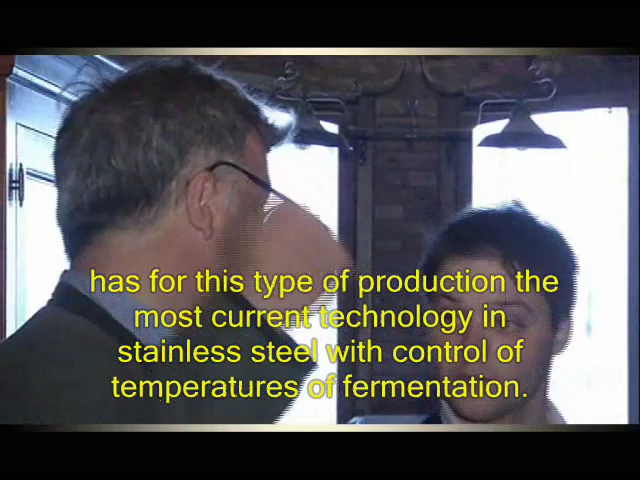 has for this type of production the
most current technology in
stainless steel with control of
temperatures of fermentation.